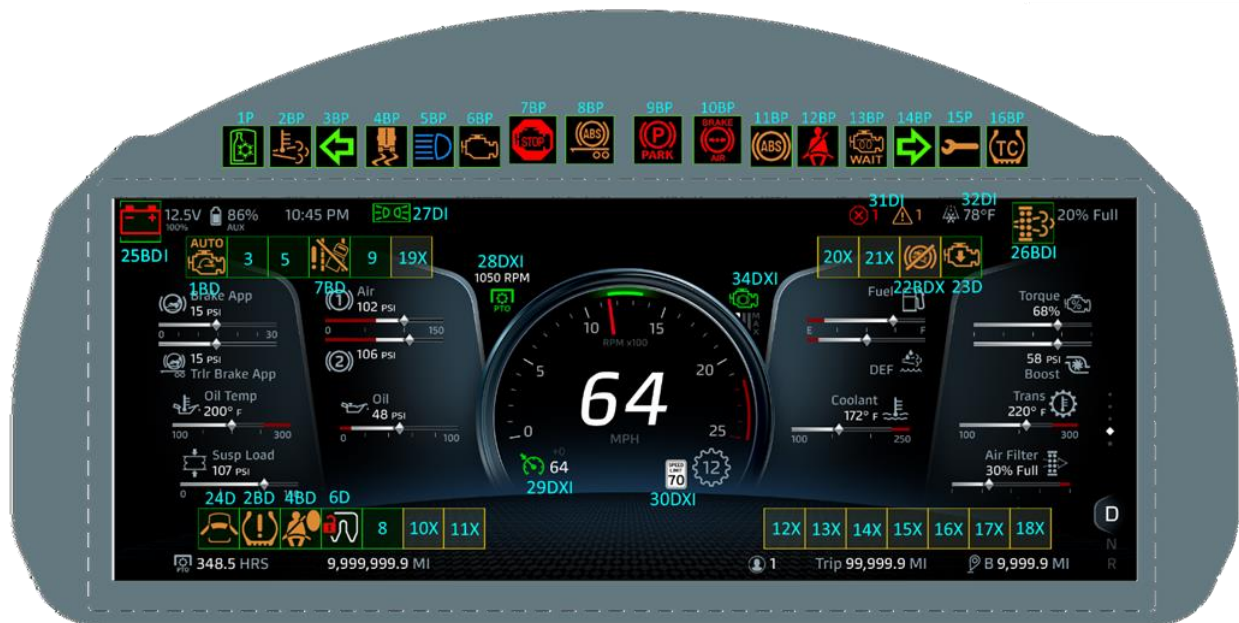 1P 2BP 3BP 4BP 5BP 6BP 7BP 8BP 9BP 10BP 11BP 12BP 13BP 14BP 15P 16BP
STOP ABS P PARK BRAKE AIR ABS WAIT TC
12.5V 86% 10:45 PM 27DI 31DI 32DI
100% AUX 1 1 78°F 20% Full
25BDI 26BDI
AUTO 3 5 9 19X 20X 21X
1BD 7BD 22BDX 23D
28DXI 34DXI
1050 RPM
PTO MAX
Brake App
15 PSI
0 30
15 PSI
Trlr Brake App
1 Air
102 PSI
0 150
2 106 PSI
Oil Temp
200° F
100 300
Oil
48 PSI
0 100
Susp Load
107 PSI
0
0 5 10 15 20 25
RPM x100
64
MPH
+0
64
29DXI
SPEED LIMIT 70
12
30DXI
Fuel
E F
DEF
Coolant
172° F
100 250
Torque
68%
58 PSI
Boost
Trans
220° F
100 300
Air Filter
30% Full
24D 2BD 4BD 6D
8 10X 11X 12X 13X 14X 15X 16X 17X 18X
D
N
R
PTO 348.5 HRS 9,999,999.9 MI 1 Trip 99,999.9 MI B 9,999.9 MI